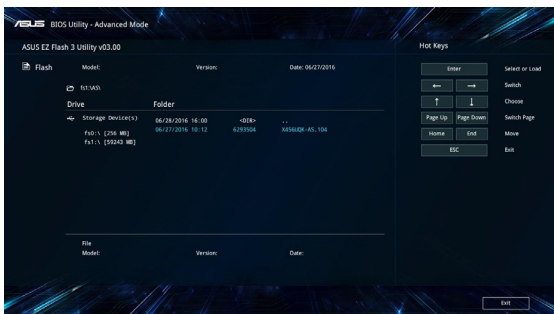 ASUS BIOS Utility - Advanced Mode
ASUS EZ Flash 3 Utility v03.00
Hot Keys
Flash Model: Version: Date: 06/27/2016
Enter Select or Load
fs1:\AS\
← → Switch
Drive Folder
↑ ↓ Choose
Storage Device(s) 06/28/2016 16:00 <DIR> ..
Page Up Page Down Switch Page
fs0:\ [256 MB] 06/27/2016 10:12 6293504 X456UQK-AS.104
Home End Move
fs1:\ [59243 MB]
ESC Exit
File
Model: Version: Date:
Exit